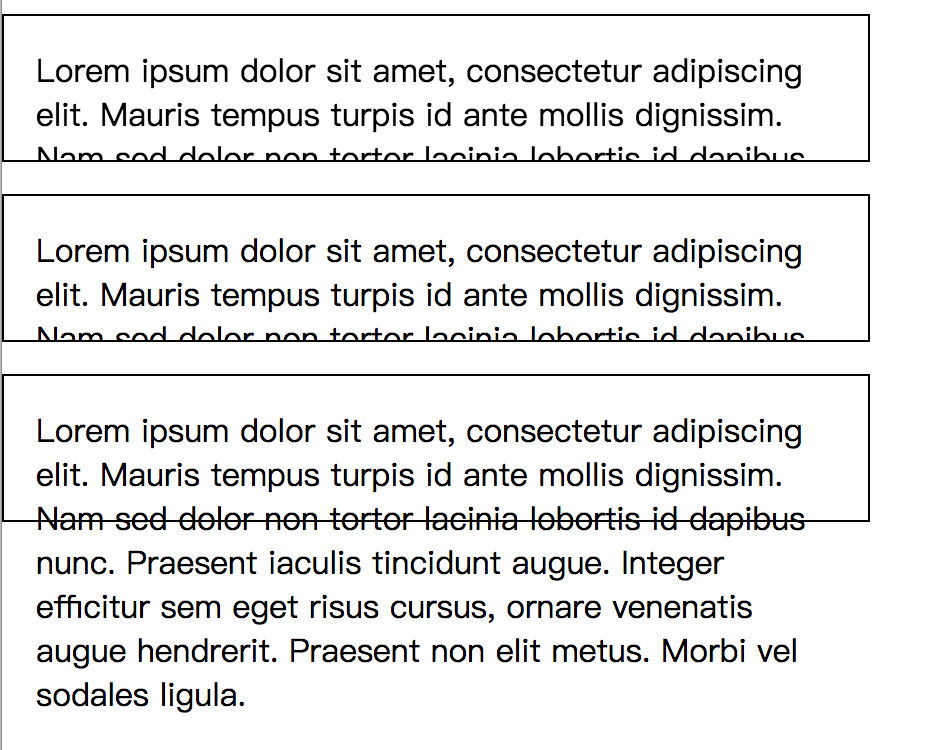 Lorem ipsum dolor sit amet, consectetur adipiscing
elit. Mauris tempus turpis id ante mollis dignissim.
Nam sed dolor non tortor lacinia lobortis id dapibus
Lorem ipsum dolor sit amet, consectetur adipiscing
elit. Mauris tempus turpis id ante mollis dignissim.
Nam sed dolor non tortor lacinia lobortis id dapibus
Lorem ipsum dolor sit amet, consectetur adipiscing
elit. Mauris tempus turpis id ante mollis dignissim.
Nam sed dolor non tortor lacinia lobortis id dapibus
nunc. Praesent iaculis tincidunt augue. Integer
efficitur sem eget risus cursus, ornare venenatis
augue hendrerit. Praesent non elit metus. Morbi vel
sodales ligula.